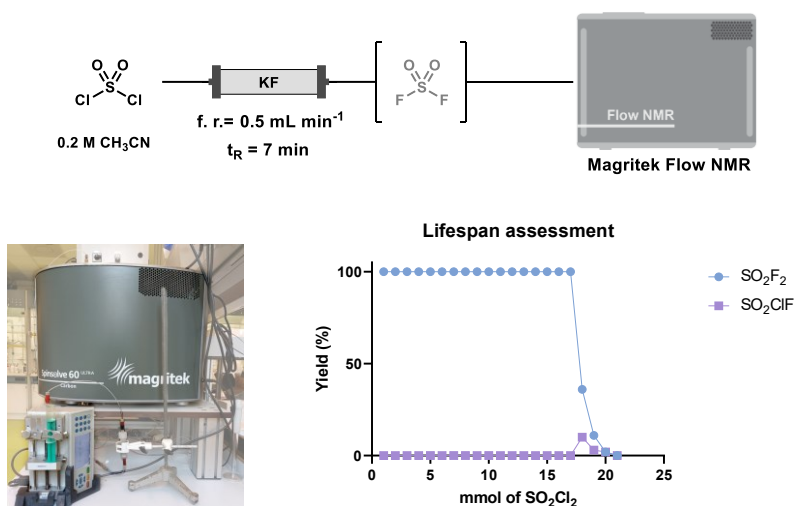 O O
S
Cl Cl
0.2 M CH₃CN
KF
f. r.= 0.5 mL min⁻¹
tR = 7 min
O O
S
F F
Flow NMR
Magritek Flow NMR
Spinsolve 60 ULTRA
Carbon
magritek
Lifespan assessment
100
50
0
Yield (%)
0 5 10 15 20 25
mmol of SO₂Cl₂
SO₂F₂
SO₂ClF